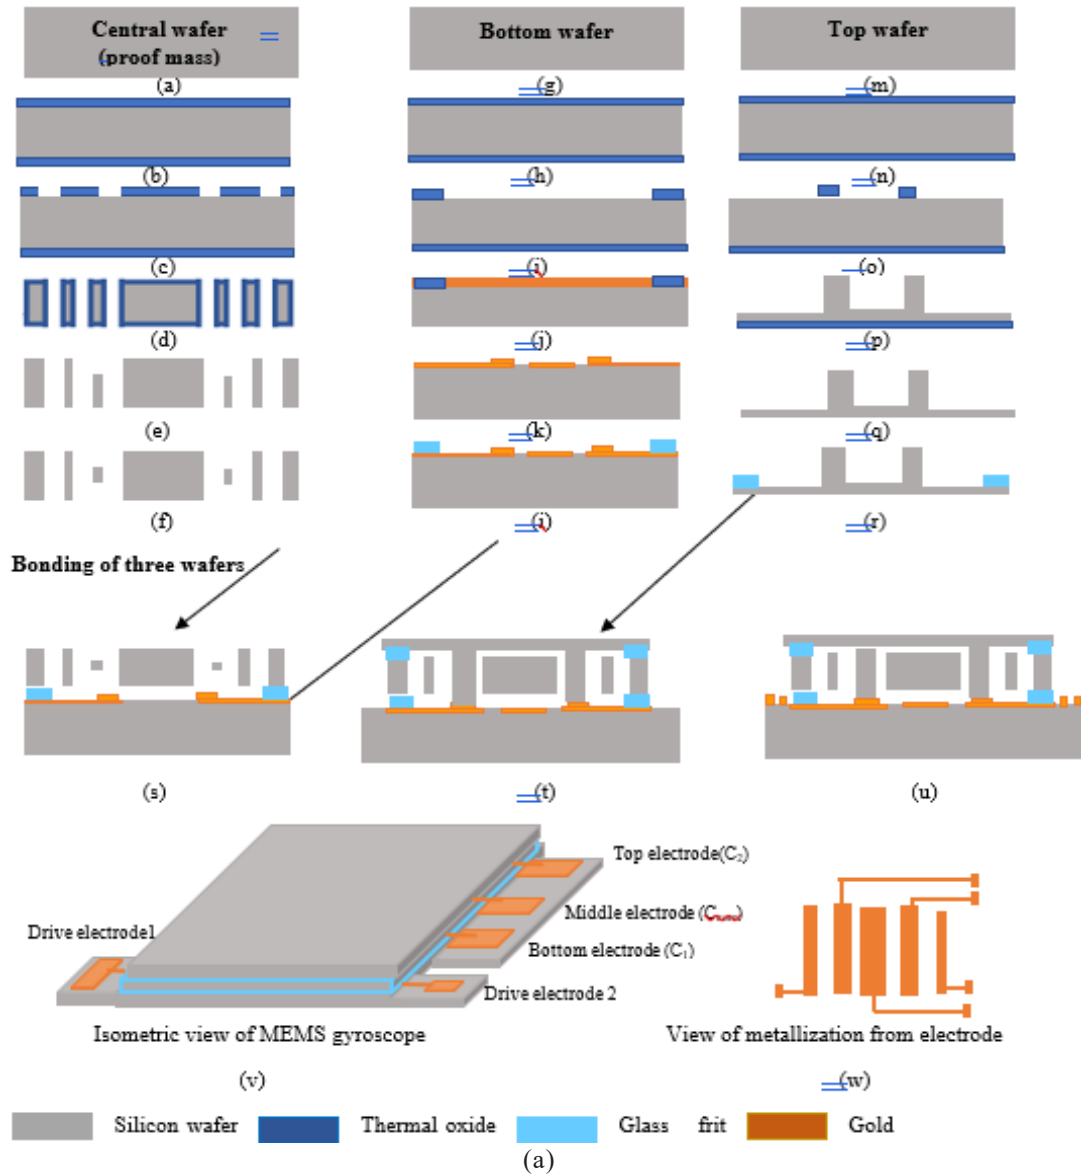 Central wafer
(proof mass)
Bottom wafer
Top wafer
(a)
(g)
(m)
(b)
(h)
(n)
(c)
(i)
(o)
(d)
(j)
(p)
(e)
(k)
(q)
(f)
(i)
(r)
Bonding of three wafers
(s)
(t)
(u)
Top electrode(C₂)
Middle electrode (
Bottom electrode (C₁)
Drive electrode1
Drive electrode 2
Isometric view of MEMS gyroscope
View of metallization from electrode
(v)
(w)
Silicon wafer Thermal oxide Glass frit Gold
(a)